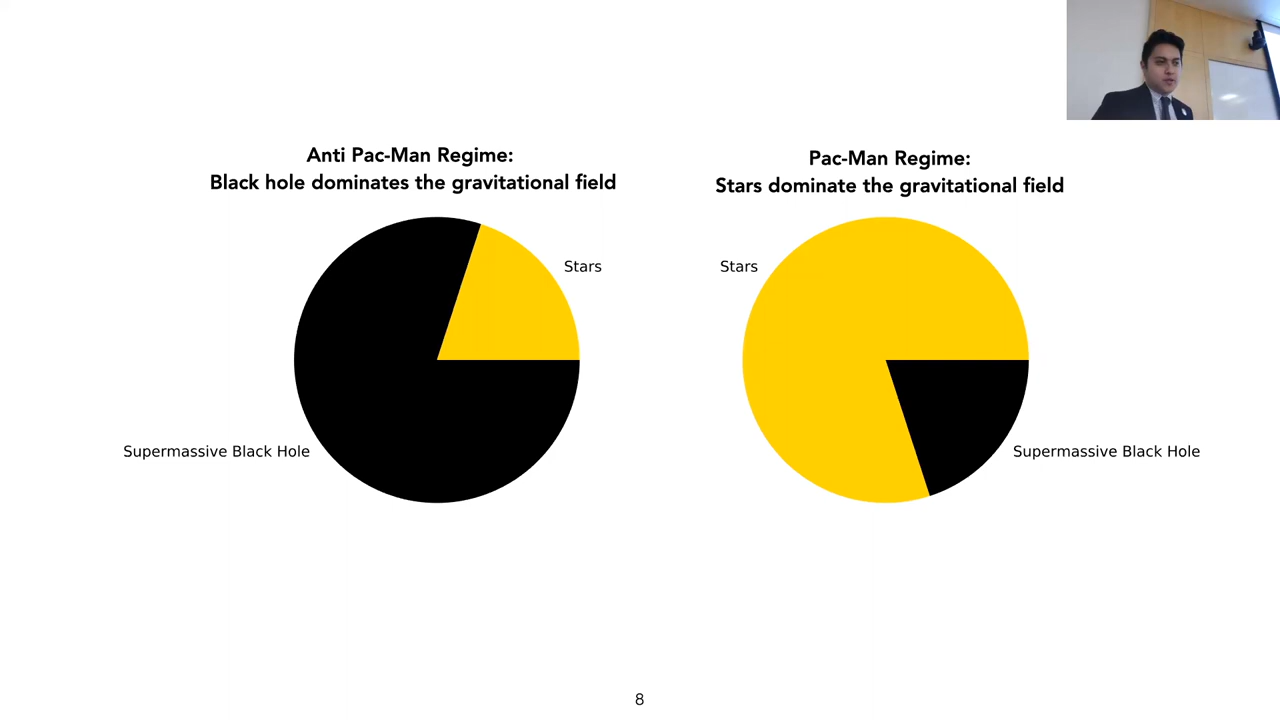 Anti Pac-Man Regime:
Black hole dominates the gravitational field
Stars
Supermassive Black Hole
Pac-Man Regime:
Stars dominate the gravitational field
Stars
Supermassive Black Hole
8